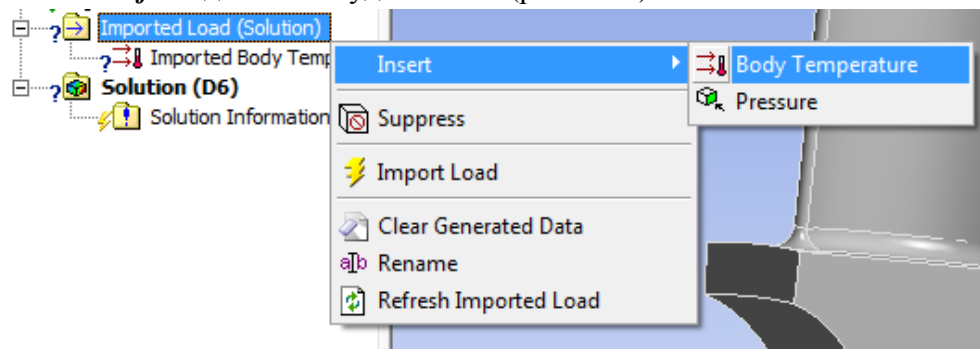 Imported Load (Solution)
Imported Body Temp
Solution (D6)
Solution Information
Insert
Suppress
Import Load
Clear Generated Data
Rename
Refresh Imported Load
Body Temperature
Pressure